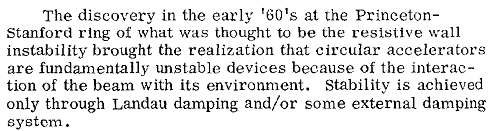 The discovery in the early '60's at the Princeton-
Stanford ring of what was thought to be the resistive wall
instability brought the realization that circular accelerators
are fundamentally unstable devices because of the interac-
tion of the beam with its environment. Stability is achieved
only through Landau damping and/or some external damping
system.